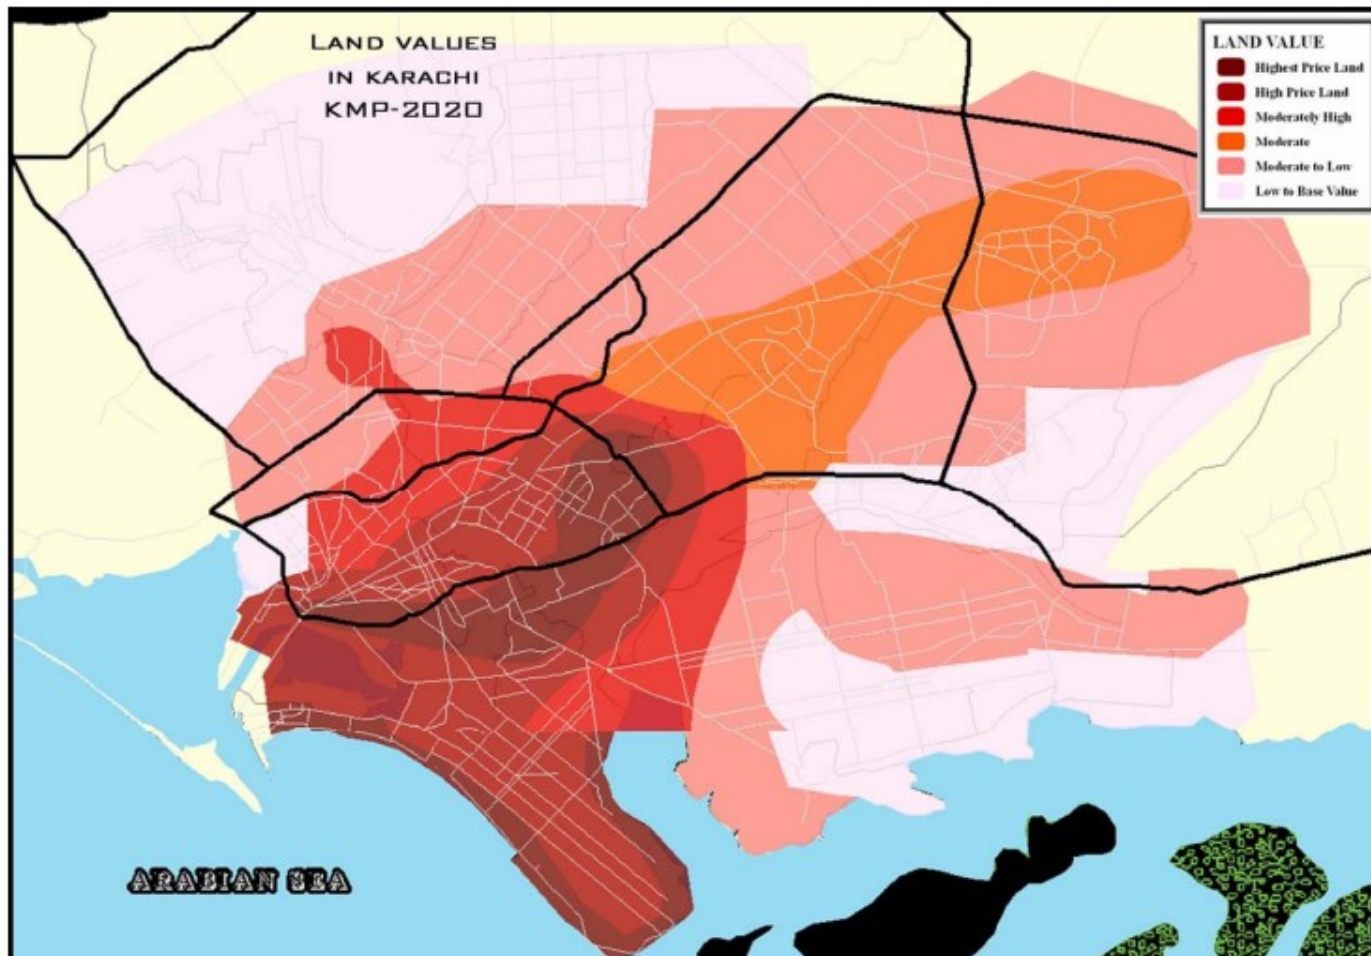 LAND VALUES
IN KARACHI
KMP-2020
LAND VALUE
Highest Price Land
High Price Land
Moderately High
Moderate
Moderate to Low
Low to Base Value
ARABIAN SEA